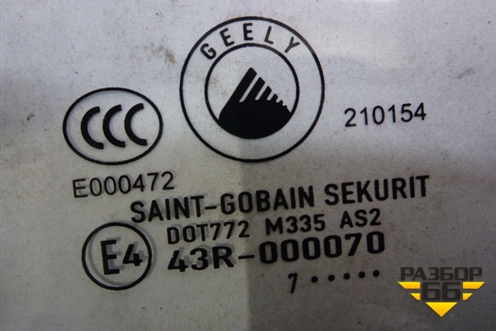 GEELY
CCC
210154
E000472
SAINT-GOBAIN SEKURIT
DOT772 M335 AS2
E4 43R-000070
7 •••••
РАЗБОР
66